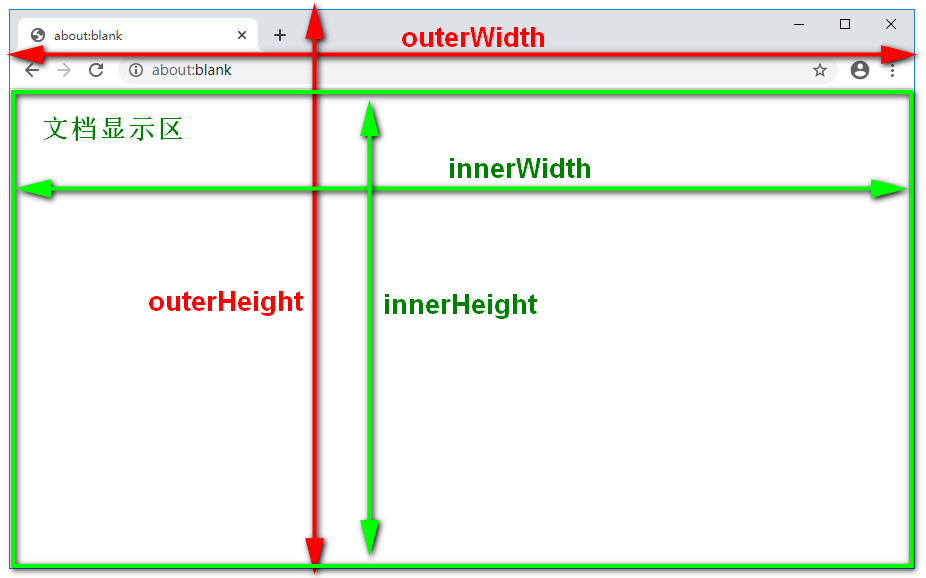 about:blank
outerWidth
about:blank
文档显示区
innerWidth
outerHeight
innerHeight